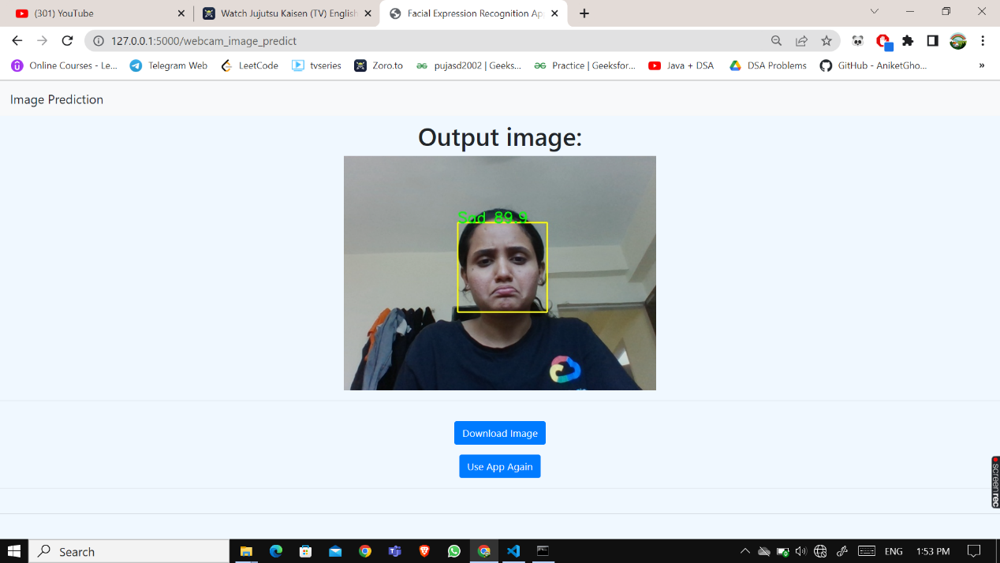 (301) YouTube
Watch Jujutsu Kaisen (TV) English
Facial Expression Recognition Ap
127.0.0.1:5000/webcam_image_predict
Online Courses - Le... Telegram Web LeetCode tvseries Zoro.to pujasd2002 | Geeks... Practice | Geeksfor... Java + DSA DSA Problems GitHub - AniketGho... »
Image Prediction
Output image:
Sad 89.9
Download Image
Use App Again
screenrec
Search
ENG 1:53 PM